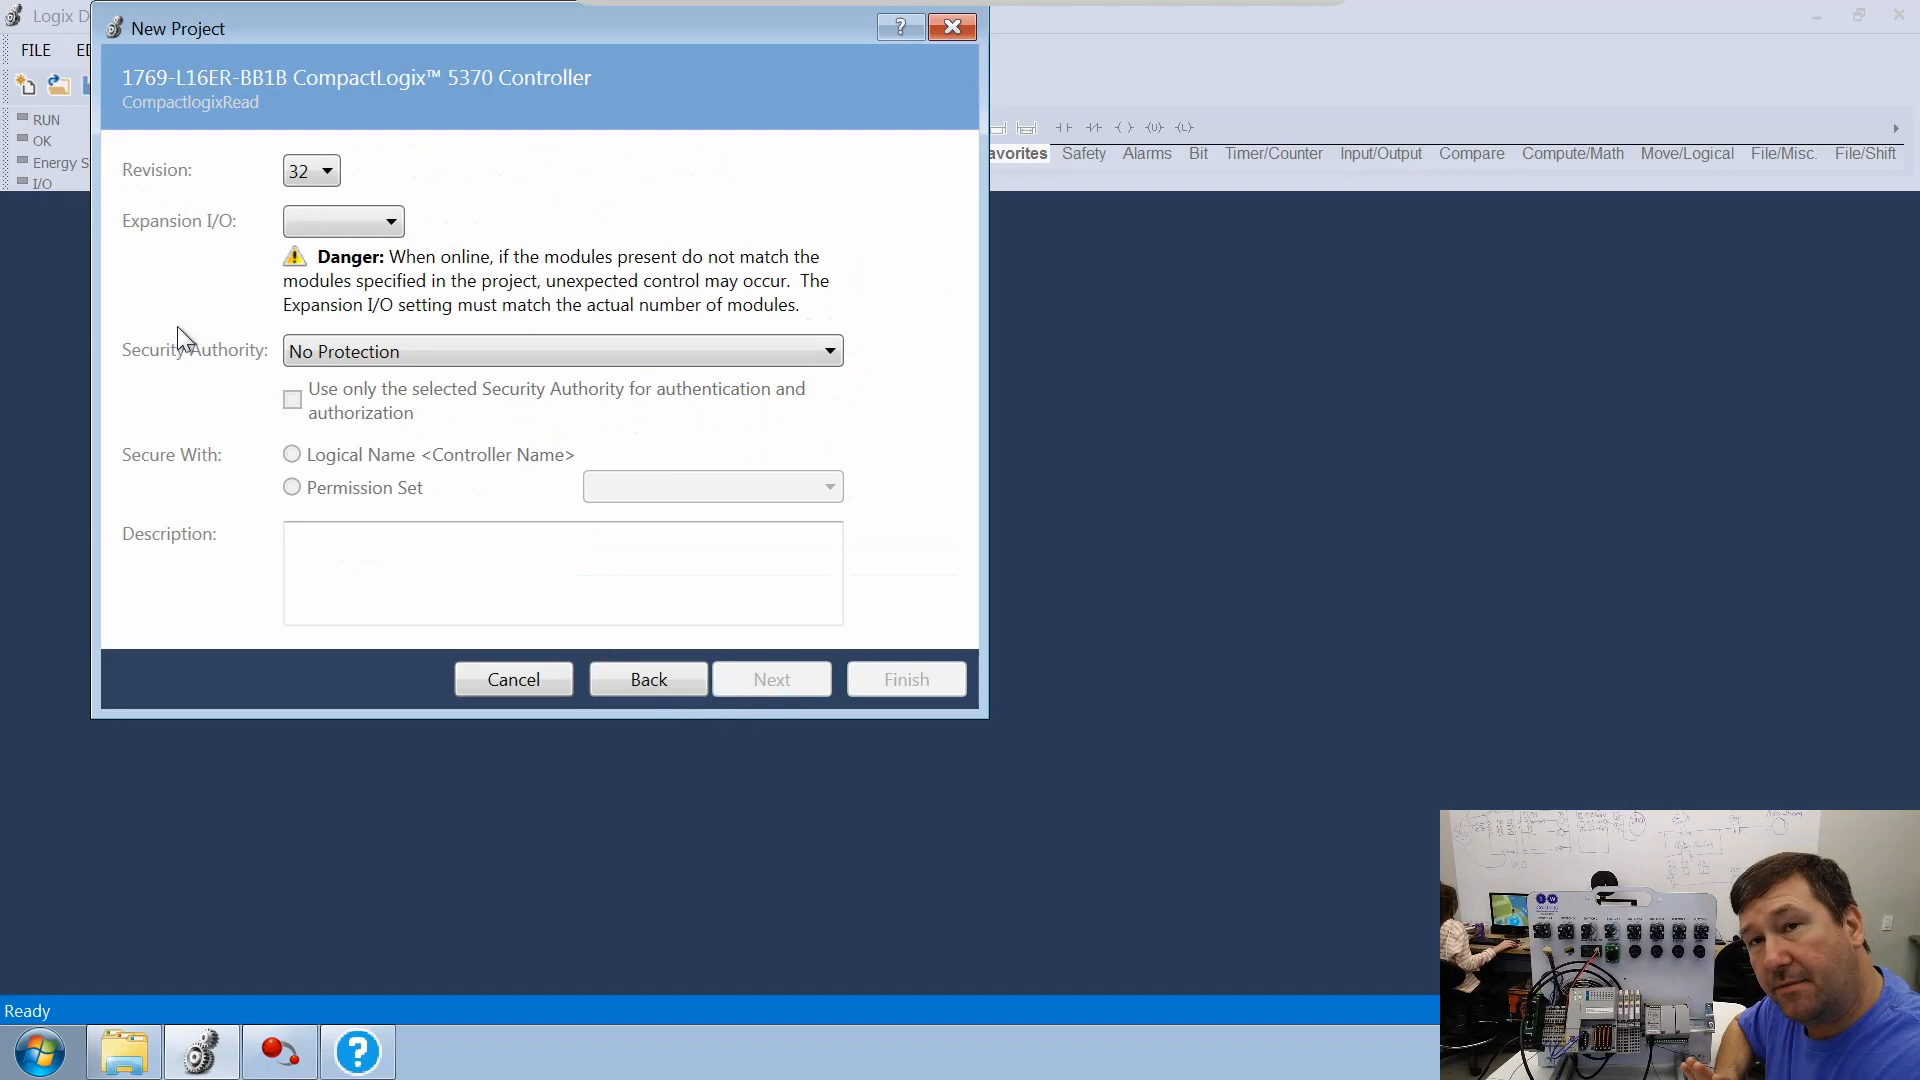 Logix D
New Project
?
FILE
ED
1769-L16ER-BB1B CompactLogix™ 5370 Controller
CompactlogixRead
RUN
OK
Energy S
I/O
avorites Safety Alarms Bit Timer/Counter Input/Output Compare Compute/Math Move/Logical File/Misc. File/Shift
Revision:
32
Expansion I/O:
Danger: When online, if the modules present do not match the
modules specified in the project, unexpected control may occur. The
Expansion I/O setting must match the actual number of modules.
Security Authority:
No Protection
Use only the selected Security Authority for authentication and
authorization
Secure With:
Logical Name <Controller Name>
Permission Set
Description:
Cancel
Back
Next
Finish
Ready
?